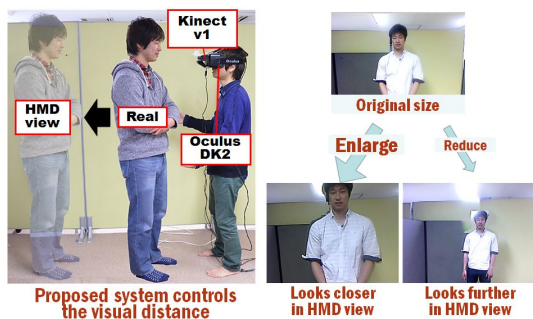 Kinect
v1
Oculus
HMD
view
Real
Oculus
DK2
Proposed system controls
the visual distance
Original size
Enlarge
Reduce
Looks closer
in HMD view
Looks further
in HMD view